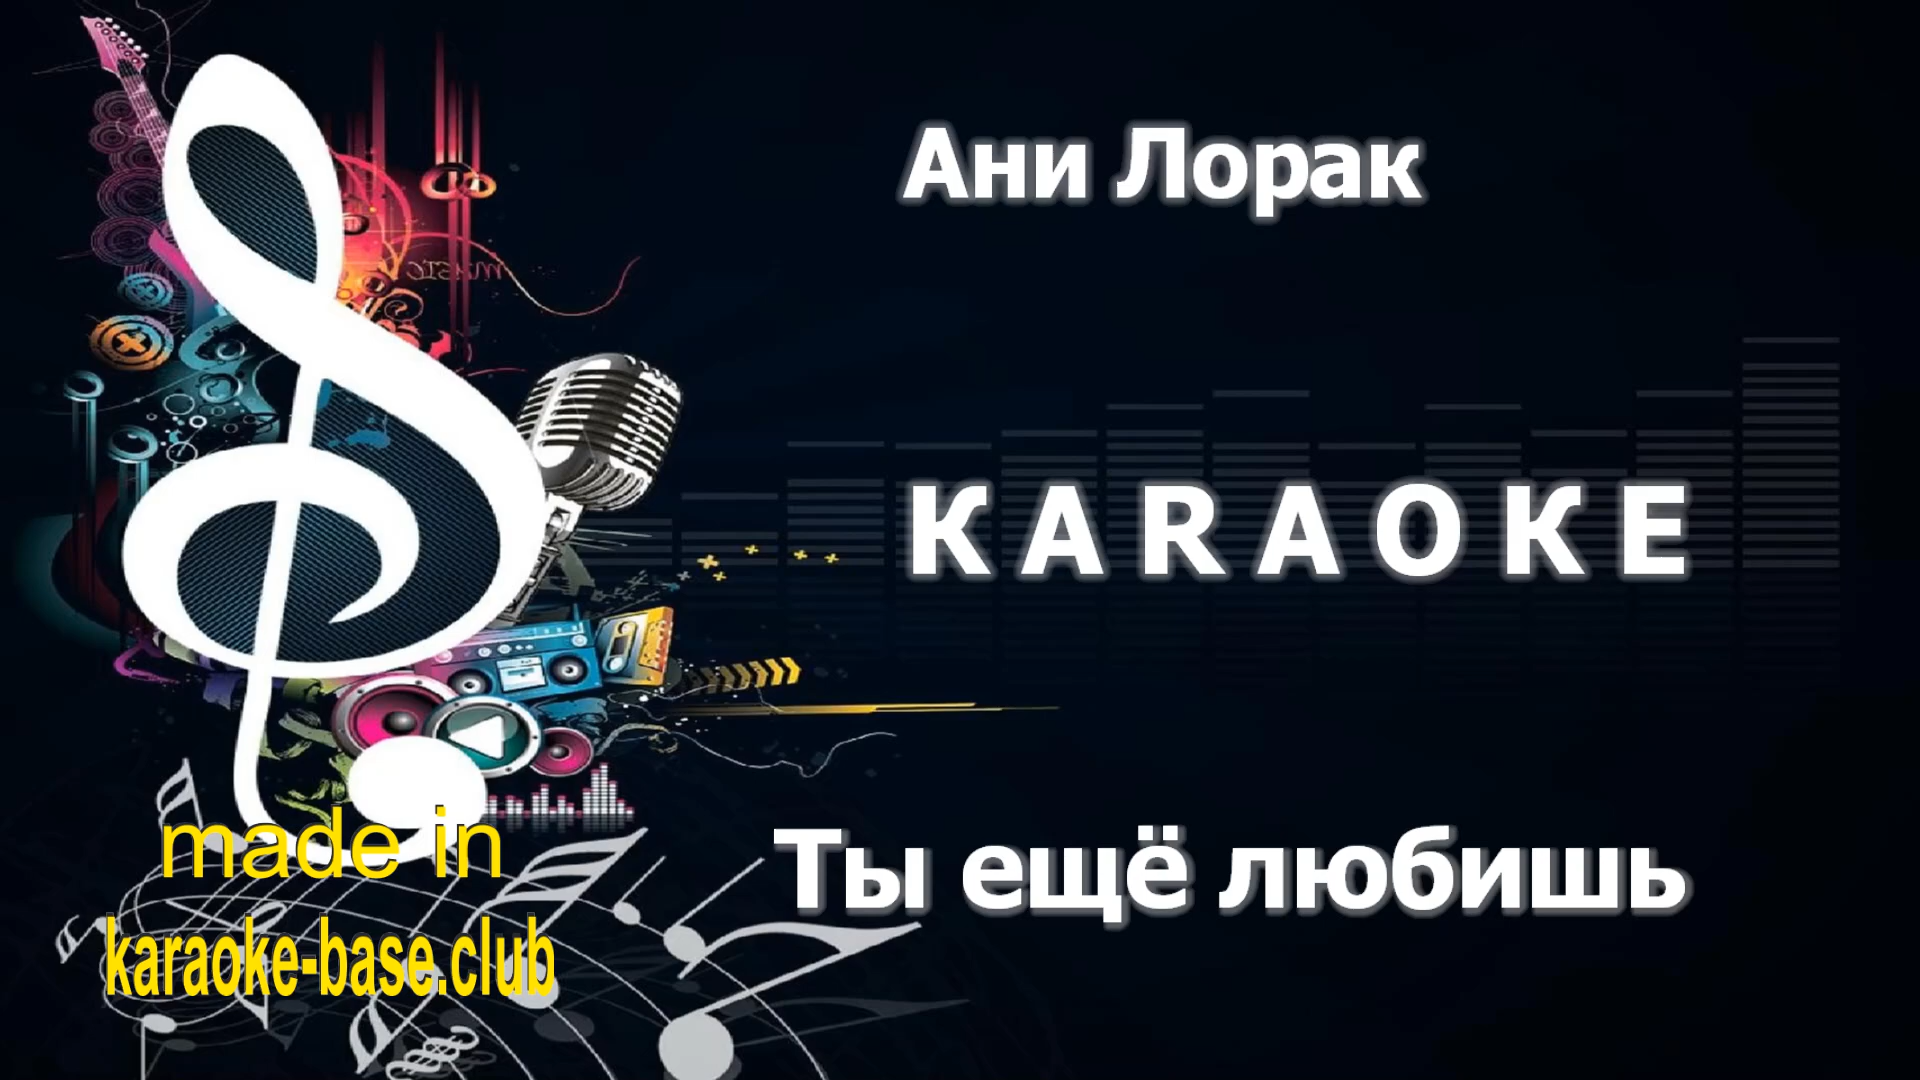 Ани Лорак
KARAOKE
Ты ещё любишь
made in
karaoke-base.club